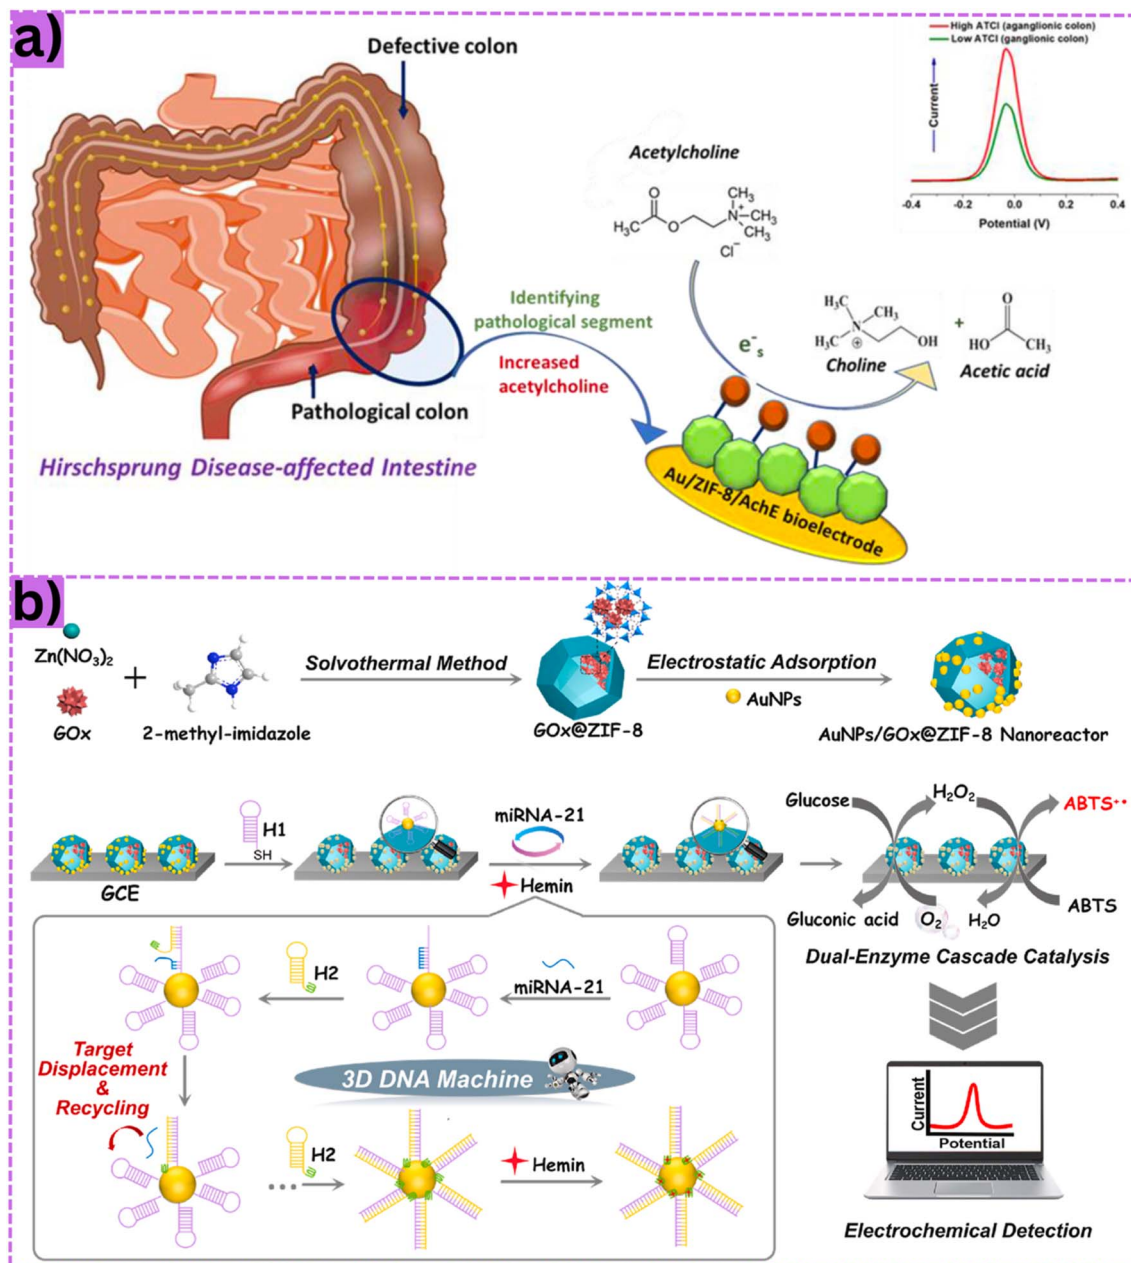 a)
Defective colon
High ATCI (aganglionic colon)
Low ATCI (ganglionic colon)
Current
-0.4 -0.2 0.0 0.2 0.4
Potential (V)
Acetylcholine
O
H₃C
O
N⁺
CH₃
CH₃
CH₃
Cl⁻
Identifying
pathological segment
Increased
acetylcholine
e⁻s
H₃C
N
CH₃
H₃C
⊕
OH
Choline
+
O
HO
CH₃
Acetic acid
Pathological colon
Hirschsprung Disease-affected Intestine
Au/ZIF-8/AchE bioelectrode
b)
Zn(NO₃)₂
GOx
+
2-methyl-imidazole
Solvothermal Method
GOx@ZIF-8
Electrostatic Adsorption
AuNPs
AuNPs/GOx@ZIF-8 Nanoreactor
GCE
H1
SH
miRNA-21
Hemin
Glucose
H₂O₂
ABTS•+
Gluconic acid
O₂
H₂O
ABTS
Dual-Enzyme Cascade Catalysis
H2
miRNA-21
Target
Displacement
&
Recycling
3D DNA Machine
H2
Hemin
Current
Potential
Electrochemical Detection